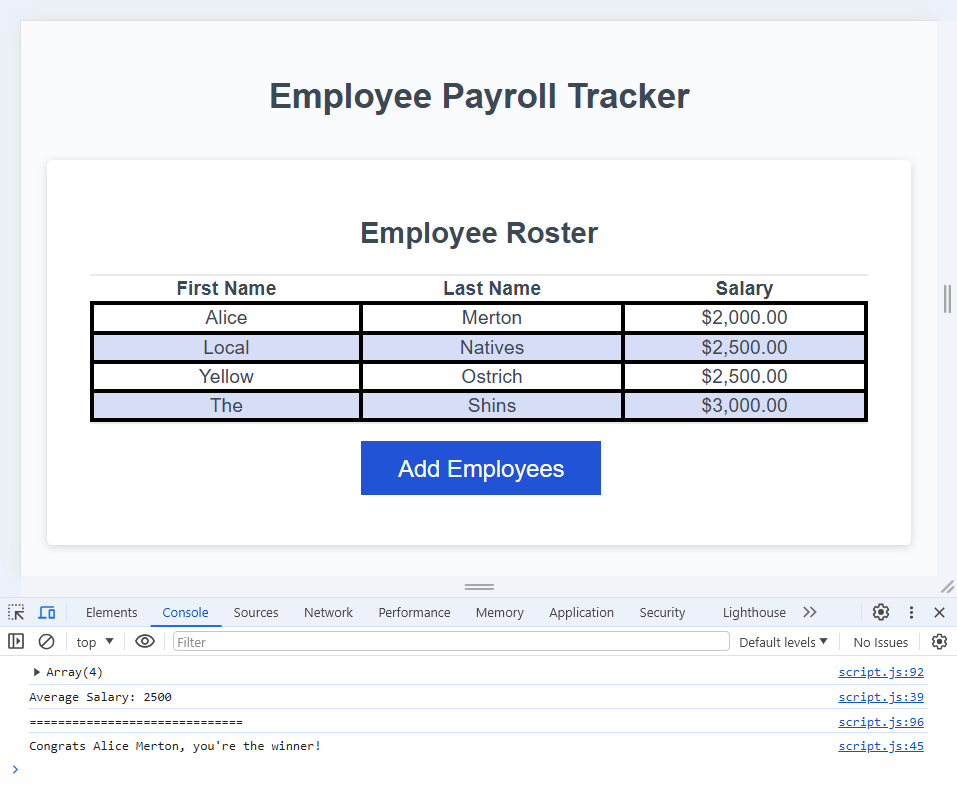 Employee Payroll Tracker
Employee Roster
First Name Last Name Salary
Alice Merton $2,000.00
Local Natives $2,500.00
Yellow Ostrich $2,500.00
The Shins $3,000.00
Add Employees
Elements Console Sources Network Performance Memory Application Security Lighthouse
top Filter Default levels No Issues
Array(4) script.js:92
Average Salary: 2500 script.js:39
============================== script.js:96
Congrats Alice Merton, you're the winner! script.js:45